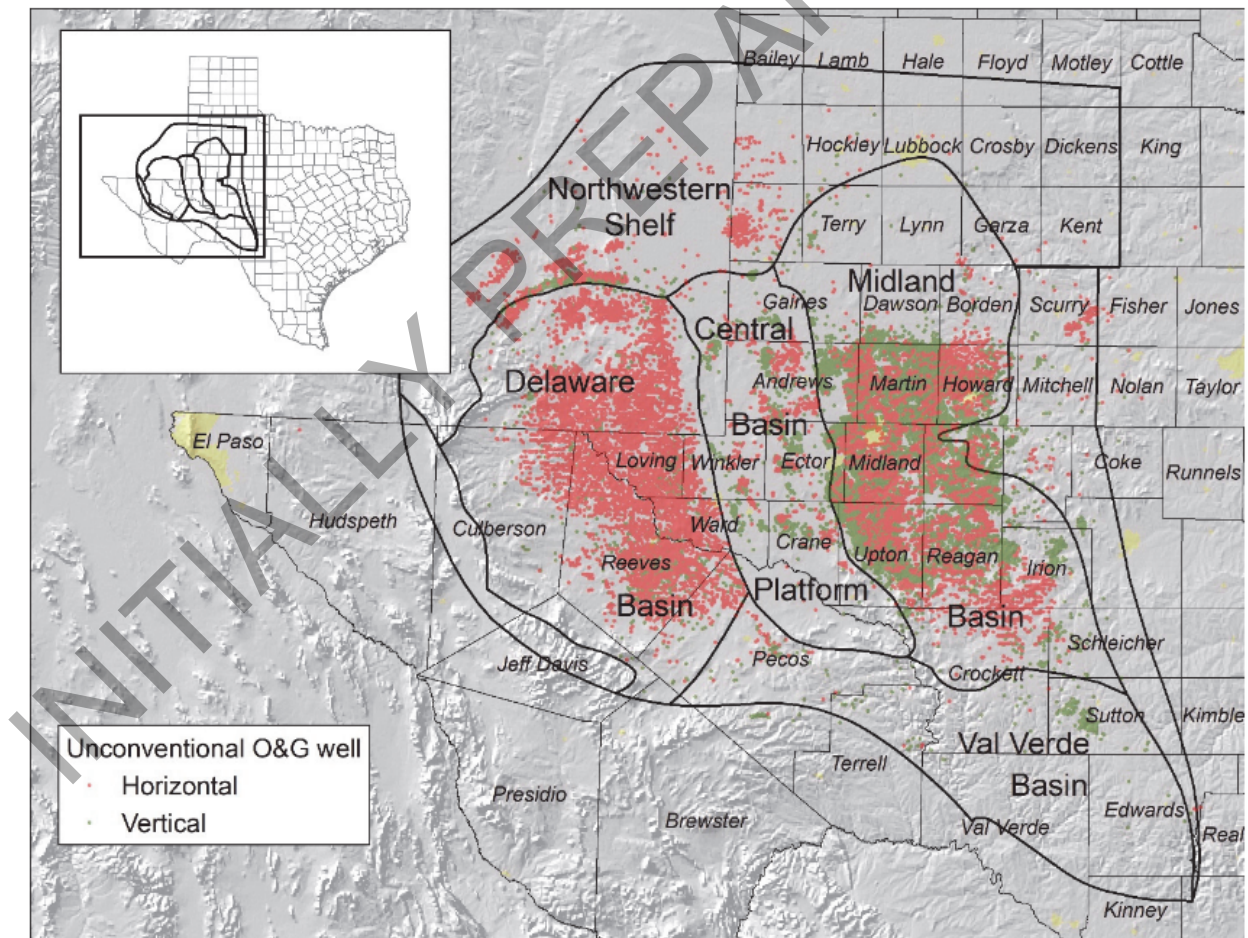 INITIALLY PREPA
Bailey Lamb Hale Floyd Motley Cottle
Hockley Lubbock Crosby Dickens King
Northwestern
Shelf
Terry Lynn Garza Kent
Midland
Gaines Dawson Borden Scurry Fisher Jones
Central
Delaware
Andrews Martin Howard Mitchell Nolan Taylor
Basin
El Paso
Loving Winkler Ector Midland Coke Runnels
Hudspeth Culberson Ward
Reeves Crane Upton Reagan Irion
Basin Platform Basin
Jeff Davis Pecos Crockett Schleicher
Sutton Kimble
Val Verde
Basin
Terrell
Presidio Brewster Val Verde Edwards Real
Kinney
Unconventional O&G well
Horizontal
Vertical